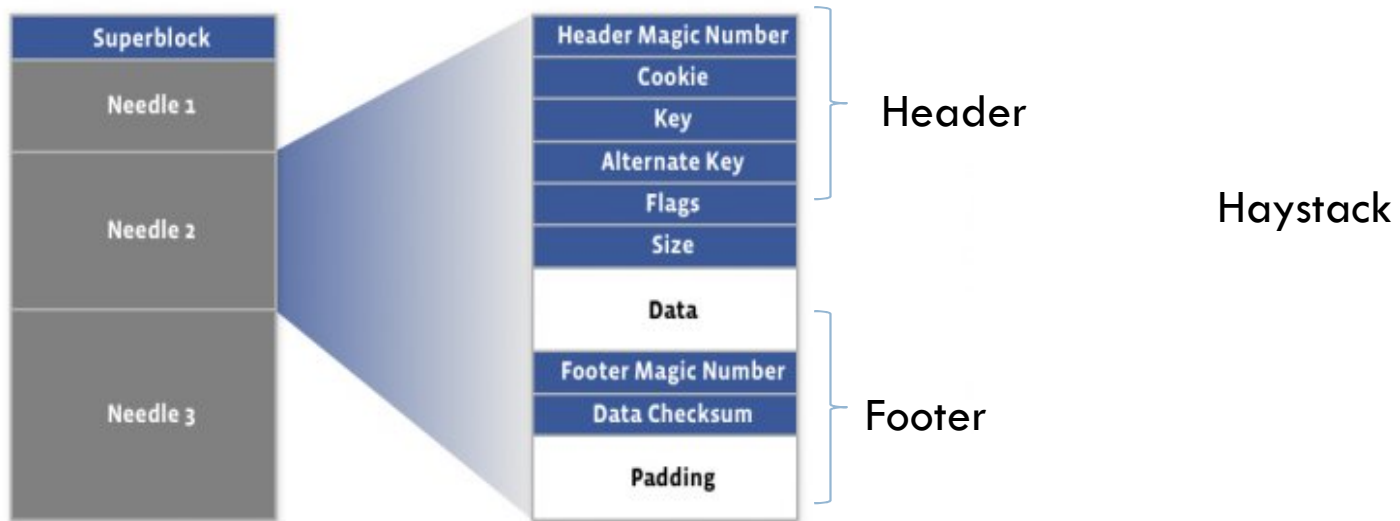 Superblock
Needle 1
Needle 2
Needle 3
Header Magic Number
Cookie
Key
Alternate Key
Flags
Size
Data
Footer Magic Number
Data Checksum
Padding
Header
Footer
Haystack